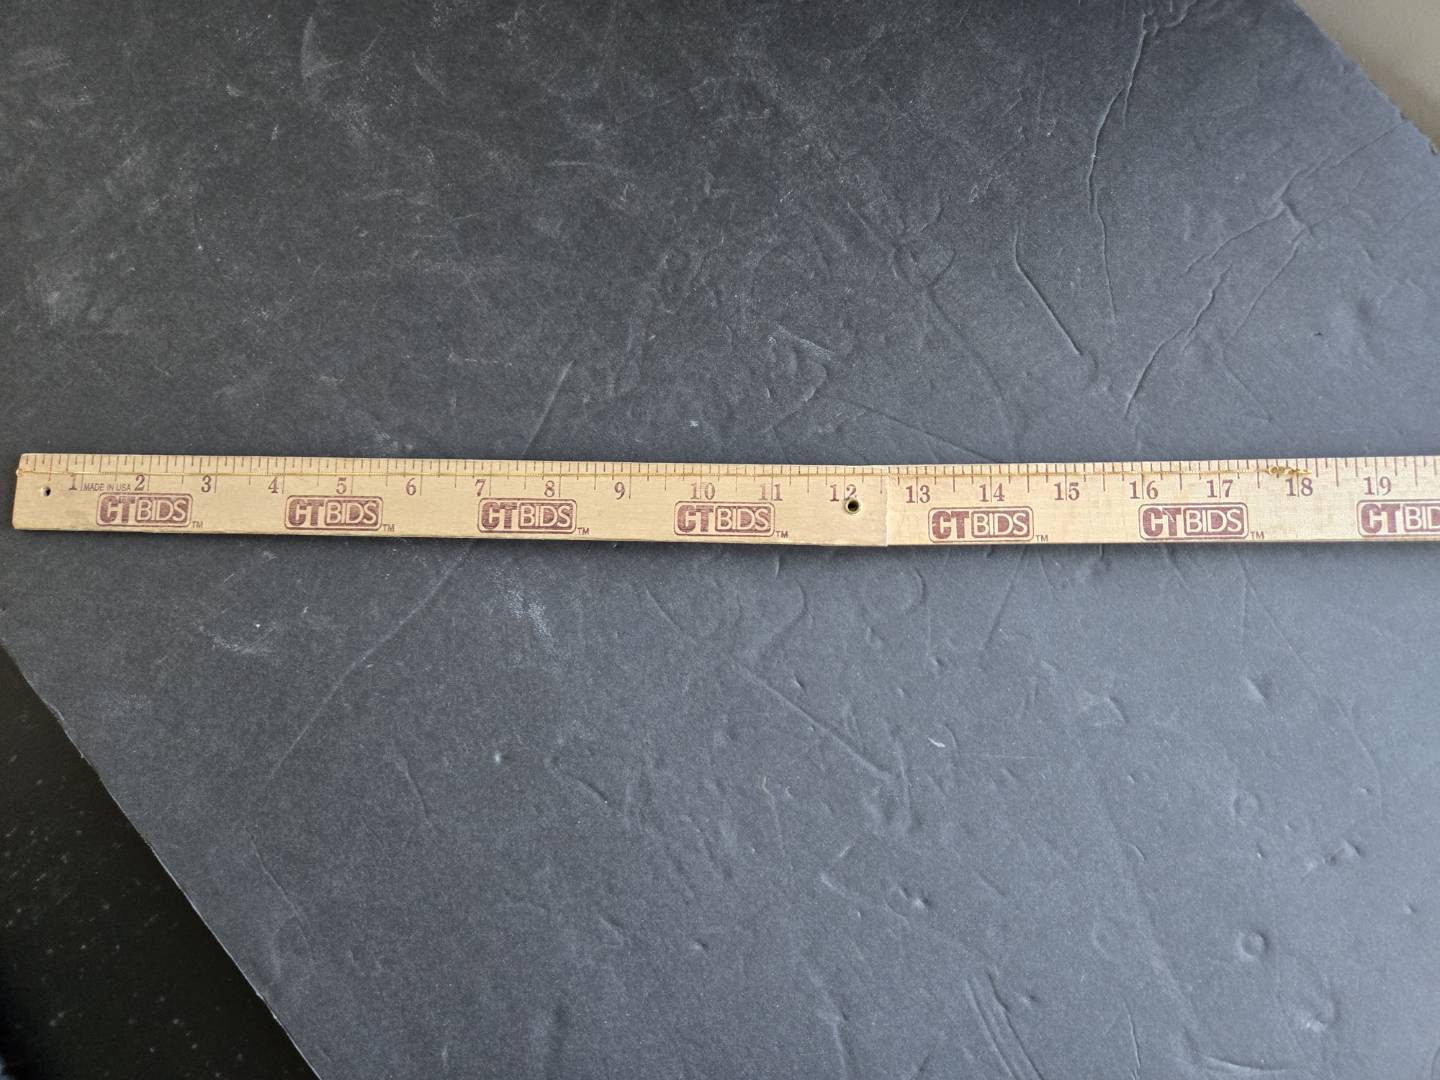 1 2 3 4 5 6 7 8 9 10 11 12 13 14 15 16 17 18 19
MADE IN USA
CTBIDS™ CTBIDS™ CTBIDS™ CTBIDS™ CTBIDS™ CTBIDS™ CTBID